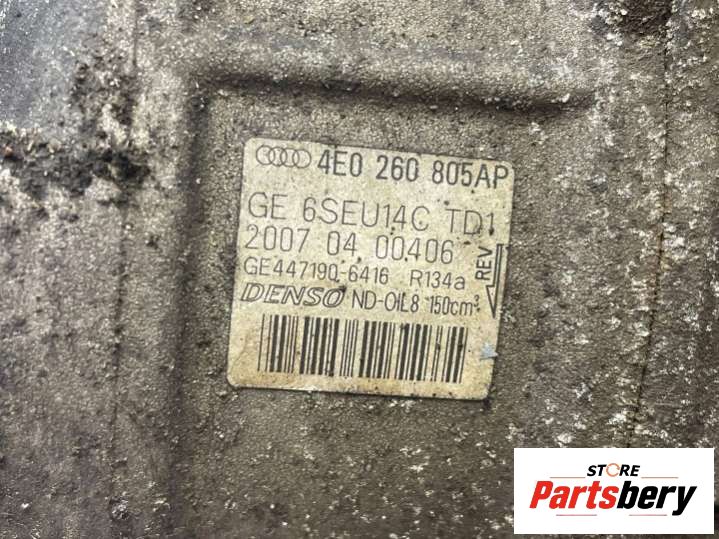 4E0 260 805AP
GE 6SEU14C TD1
2007 04 00406
GE447190-6416 R134a
REV
DENSO ND-OIL8 150cm³
STORE
Partsbery